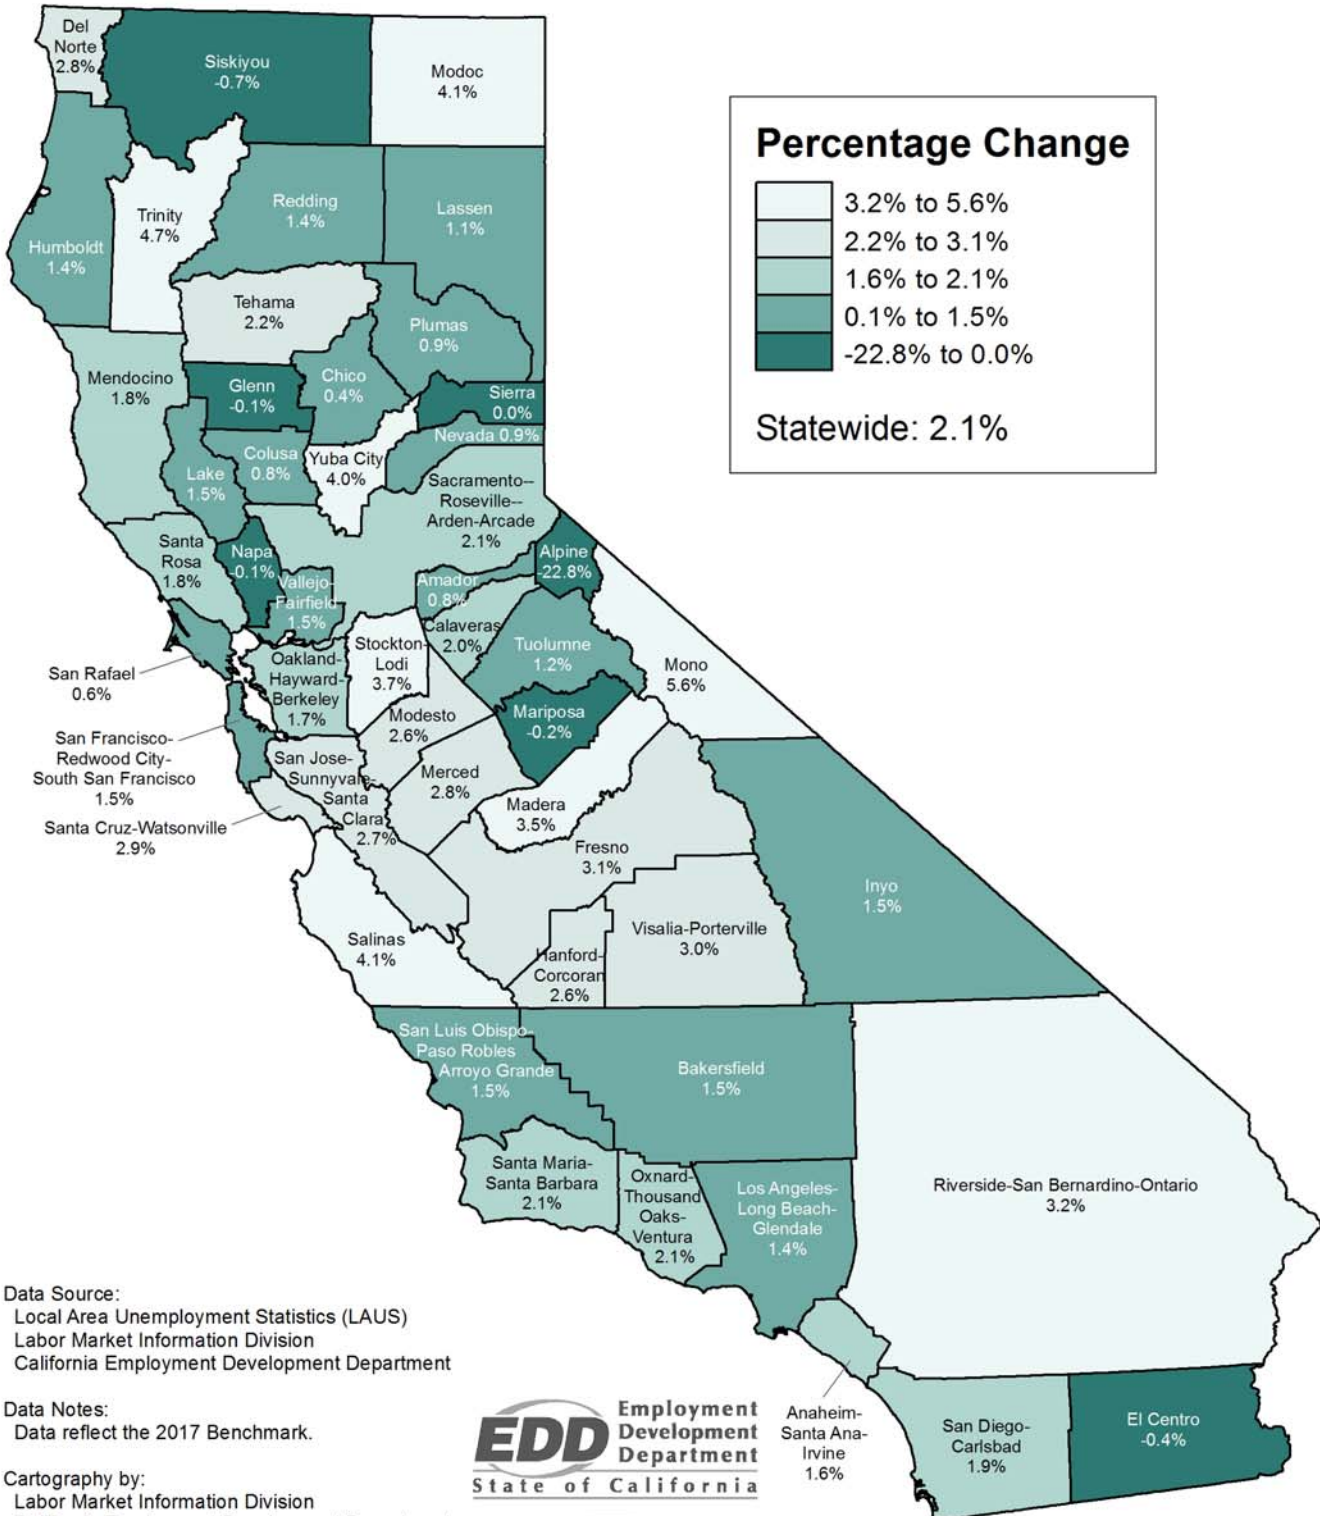 Del
Norte
2.8%
Siskiyou
-0.7%
Modoc
4.1%
Percentage Change
3.2% to 5.6%
2.2% to 3.1%
1.6% to 2.1%
0.1% to 1.5%
-22.8% to 0.0%
Statewide: 2.1%
Humboldt
1.4%
Trinity
4.7%
Redding
1.4%
Lassen
1.1%
Tehama
2.2%
Plumas
0.9%
Mendocino
1.8%
Glenn
-0.1%
Chico
0.4%
Sierra
0.0%
Nevada 0.9%
Lake
1.5%
Colusa
0.8%
Yuba City
4.0%
Sacramento--
Roseville--
Arden-Arcade
2.1%
Santa
Rosa
1.8%
Napa
-0.1%
Vallejo-
Fairfield
1.5%
Amador
0.8%
Alpine
-22.8%
Calaveras
2.0%
Tuolumne
1.2%
Mono
5.6%
San Rafael
0.6%
Oakland-
Hayward-
Berkeley
1.7%
Stockton-
Lodi
3.7%
Modesto
2.6%
Mariposa
-0.2%
San Francisco-
Redwood City-
South San Francisco
1.5%
San Jose-
Sunnyvale-
Santa
Clara
2.7%
Merced
2.8%
Madera
3.5%
Santa Cruz-Watsonville
2.9%
Fresno
3.1%
Inyo
1.5%
Salinas
4.1%
Hanford-
Corcoran
2.6%
Visalia-Porterville
3.0%
San Luis Obispo-
Paso Robles
Arroyo Grande
1.5%
Bakersfield
1.5%
Santa Maria-
Santa Barbara
2.1%
Oxnard-
Thousand
Oaks-
Ventura
2.1%
Los Angeles-
Long Beach-
Glendale
1.4%
Riverside-San Bernardino-Ontario
3.2%
Anaheim-
Santa Ana-
Irvine
1.6%
San Diego-
Carlsbad
1.9%
El Centro
-0.4%
Data Source:
Local Area Unemployment Statistics (LAUS)
Labor Market Information Division
California Employment Development Department
Data Notes:
Data reflect the 2017 Benchmark.
Cartography by:
Labor Market Information Division
EDD
Employment
Development
Department
State of California